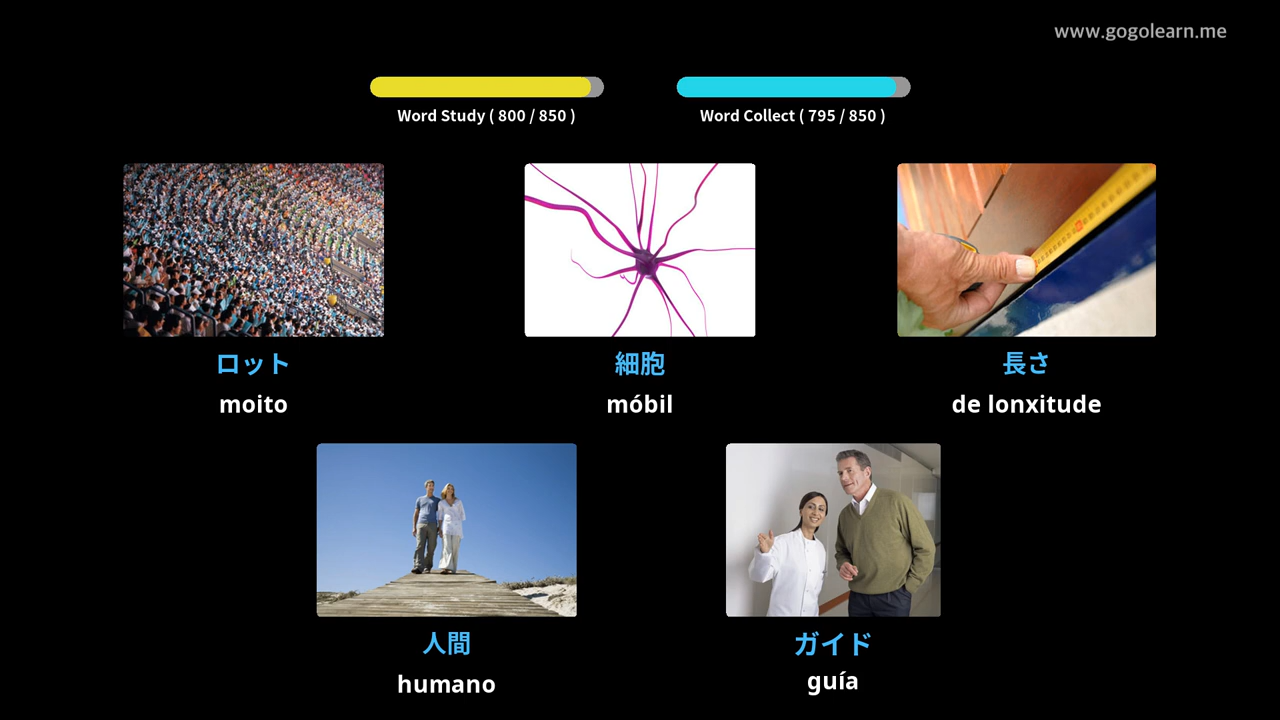 www.gogolearn.me
Word Study ( 800 / 850 )
Word Collect ( 795 / 850 )
ロット
細胞
長さ
moito
móbil
de lonxitude
人間
ガイド
humano
guía